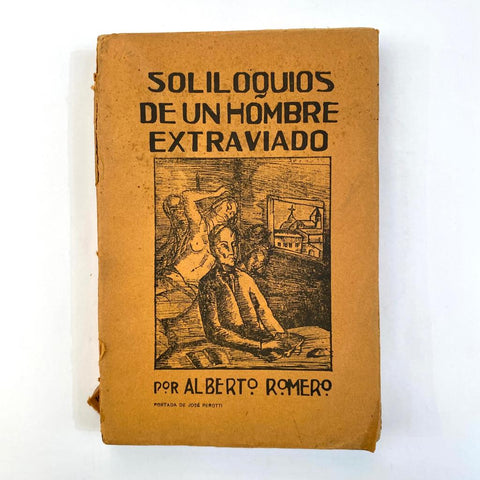 SOLILOQUIOS
DE UN HOMBRE
EXTRAVIADO
POR ALBERTO ROMERO
PORTADA DE JOSÉ PEROTTI